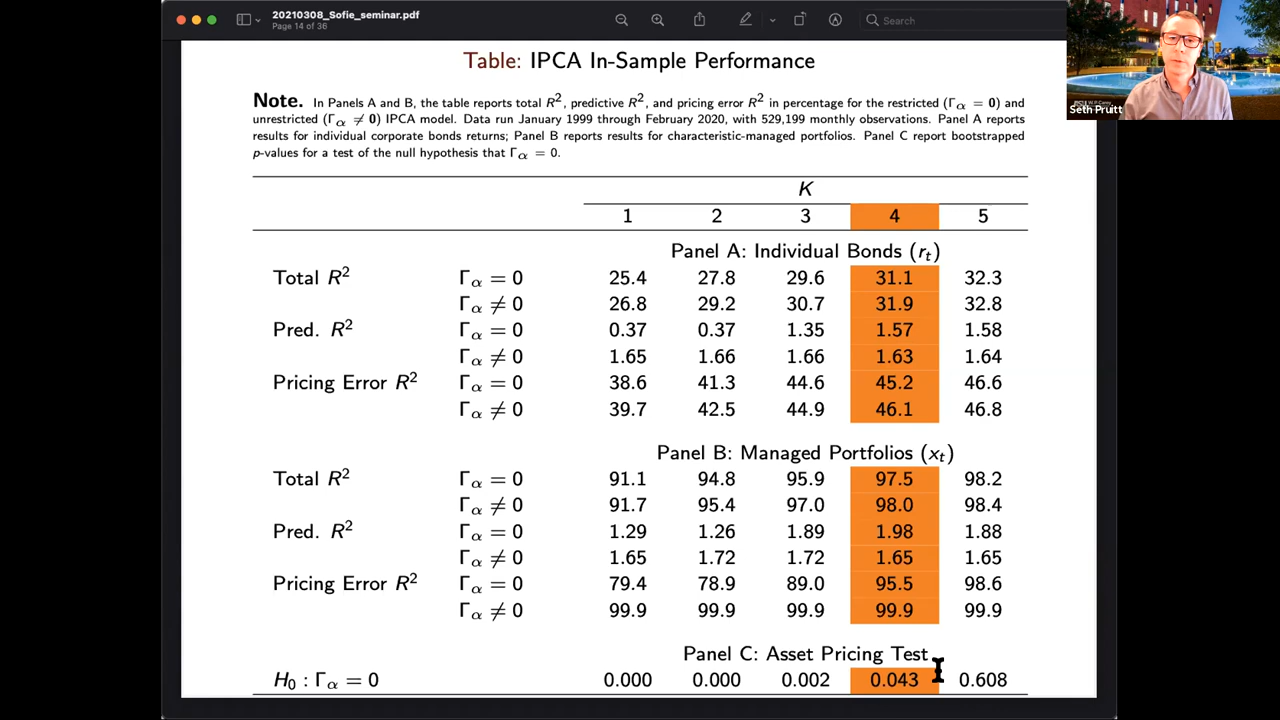 20210308_Sofie_seminar.pdf
Page 14 of 36
Search
Seth Pruitt
Table: IPCA In-Sample Performance
Note. In Panels A and B, the table reports total R², predictive R², and pricing error R² in percentage for the restricted (Γα = 0) and
unrestricted (Γα ≠ 0) IPCA model. Data run January 1999 through February 2020, with 529,199 monthly observations. Panel A reports
results for individual corporate bonds returns; Panel B reports results for characteristic-managed portfolios. Panel C report bootstrapped
p-values for a test of the null hypothesis that Γα = 0.
K
1 2 3 4 5
Panel A: Individual Bonds (rt)
Total R² Γα = 0 25.4 27.8 29.6 31.1 32.3
Γα ≠ 0 26.8 29.2 30.7 31.9 32.8
Pred. R² Γα = 0 0.37 0.37 1.35 1.57 1.58
Γα ≠ 0 1.65 1.66 1.66 1.63 1.64
Pricing Error R² Γα = 0 38.6 41.3 44.6 45.2 46.6
Γα ≠ 0 39.7 42.5 44.9 46.1 46.8
Panel B: Managed Portfolios (xt)
Total R² Γα = 0 91.1 94.8 95.9 97.5 98.2
Γα ≠ 0 91.7 95.4 97.0 98.0 98.4
Pred. R² Γα = 0 1.29 1.26 1.89 1.98 1.88
Γα ≠ 0 1.65 1.72 1.72 1.65 1.65
Pricing Error R² Γα = 0 79.4 78.9 89.0 95.5 98.6
Γα ≠ 0 99.9 99.9 99.9 99.9 99.9
Panel C: Asset Pricing Test
H0 : Γα = 0 0.000 0.000 0.002 0.043 0.608